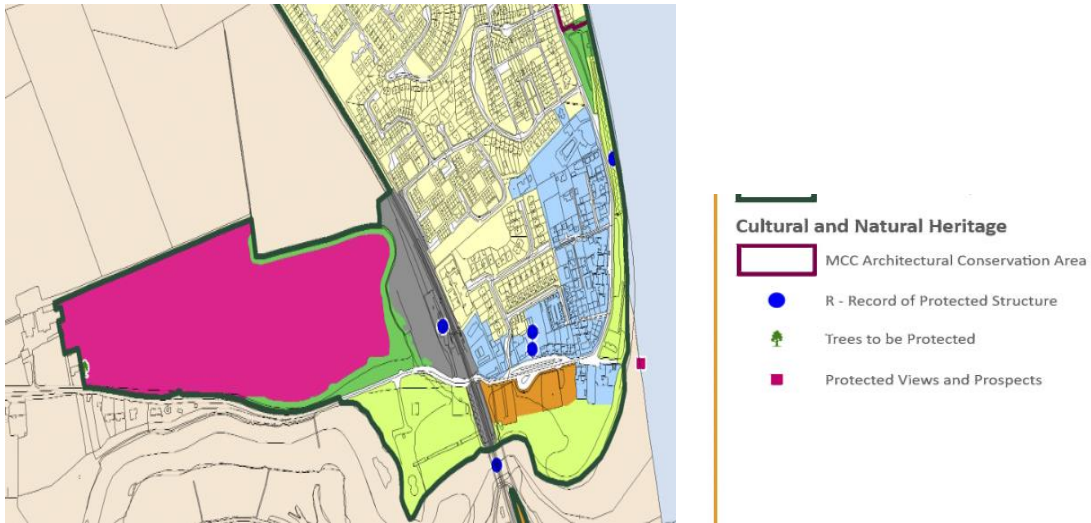 Cultural and Natural Heritage
MCC Architectural Conservation Area
R - Record of Protected Structure
Trees to be Protected
Protected Views and Prospects